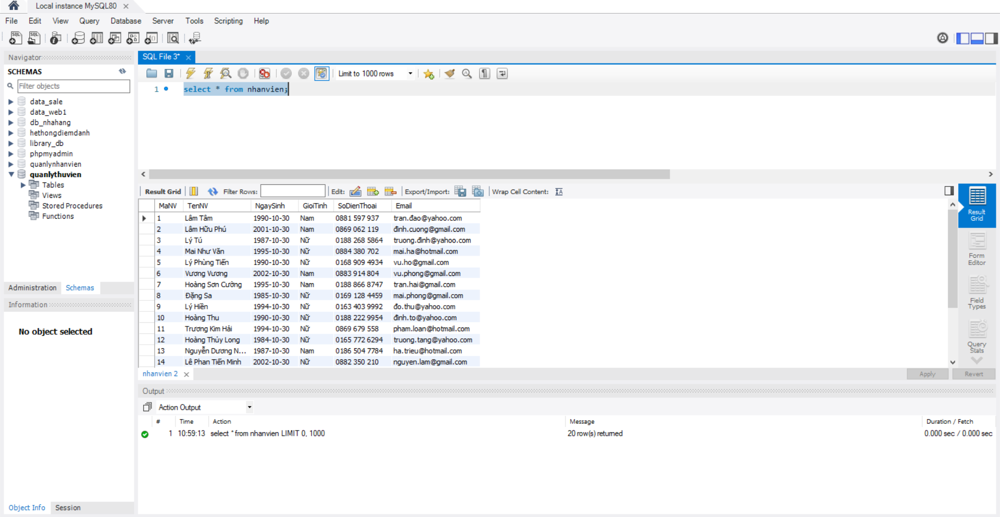 Local instance MySQL80
File Edit View Query Database Server Tools Scripting Help
Navigator
SCHEMAS
Filter objects
data_sale
data_web1
db_nhahang
hethongdiemdanh
library_db
phpmyadmin
quanlynhanvien
quanlythuvien
Tables
Views
Stored Procedures
Functions
Administration Schemas
Information
No object selected
Object Info Session
SQL File 3*
Limit to 1000 rows
1 select * from nhanvien;
Result Grid Filter Rows: Edit: Export/Import: Wrap Cell Content:
MaNV TenNV NgaySinh GioiTinh SoDienThoai Email
1 Lâm Tâm 1990-10-30 Nam 0881 597 937 tran.đao@yahoo.com
2 Lâm Hữu Phú 2001-10-30 Nam 0869 062 119 đinh.cuong@gmail.com
3 Lý Tú 1987-10-30 Nữ 0188 268 5864 truong.đinh@yahoo.com
4 Mai Như Văn 1995-10-30 Nữ 0884 380 702 mai.ha@hotmail.com
5 Lý Phùng Tiến 1990-10-30 Nữ 0168 909 4934 vu.ho@gmail.com
6 Vương Vương 2002-10-30 Nam 0883 914 804 vu.phong@gmail.com
7 Hoàng Sơn Cường 1995-10-30 Nam 0188 866 8747 tran.hai@gmail.com
8 Đặng Sa 1985-10-30 Nữ 0169 128 4459 mai.phong@gmail.com
9 Lý Hiền 1994-10-30 Nữ 0163 403 9992 đo.thu@yahoo.com
10 Hoàng Thu 1990-10-30 Nữ 0188 222 9954 đinh.to@yahoo.com
11 Trương Kim Hải 1994-10-30 Nữ 0869 679 558 pham.loan@hotmail.com
12 Hoàng Thúy Long 1984-10-30 Nữ 0165 772 6294 truong.tang@yahoo.com
13 Nguyễn Dương N... 1987-10-30 Nam 0186 504 7784 ha.trieu@hotmail.com
14 Lê Phan Tiến Minh 2002-10-30 Nữ 0882 350 210 nguyen.lam@gmail.com
Result
Grid
Form
Editor
Field
Types
Query
Stats
nhanvien 2
Apply Revert
Output
Action Output
# Time Action Message Duration / Fetch
1 10:59:13 select * from nhanvien LIMIT 0, 1000 20 row(s) returned 0.000 sec / 0.000 sec